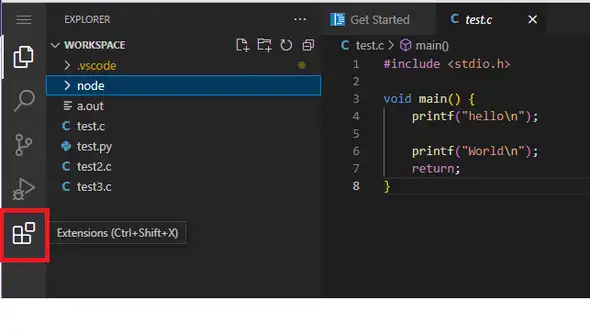 EXPLORER
WORKSPACE
.vscode
node
a.out
test.c
test.py
test2.c
test3.c
Extensions (Ctrl+Shift+X)
Get Started
C test.c
C test.c > main()
1 #include <stdio.h>
2
3 void main() {
4 printf("hello\n");
5
6 printf("World\n");
7 return;
8 }